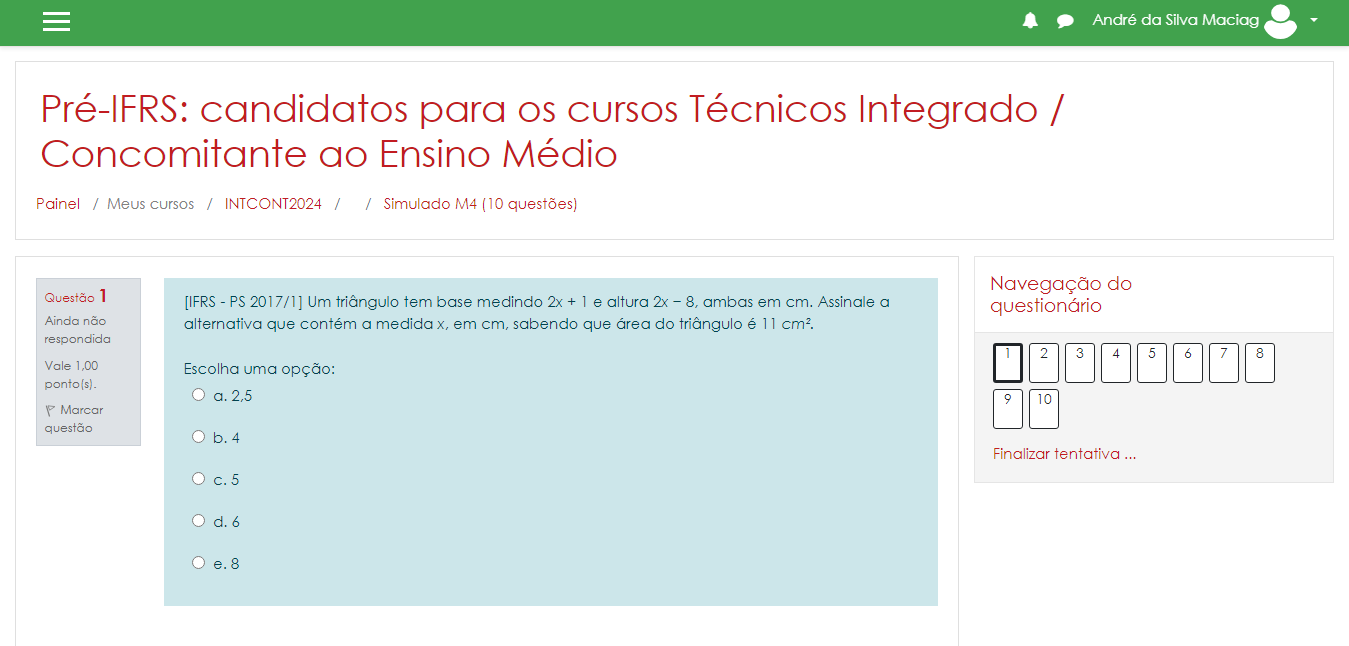 André da Silva Maciag
Pré-IFRS: candidatos para os cursos Técnicos Integrado /
Concomitante ao Ensino Médio
Painel / Meus cursos / INTCONT2024 / / Simulado M4 (10 questões)
Questão 1
Ainda não
respondida
Vale 1,00
ponto(s).
Marcar
questão
[IFRS - PS 2017/1] Um triângulo tem base medindo 2x + 1 e altura 2x − 8, ambas em cm. Assinale a
alternativa que contém a medida x, em cm, sabendo que área do triângulo é 11 cm².
Escolha uma opção:
a. 2,5
b. 4
c. 5
d. 6
e. 8
Navegação do
questionário
1 2 3 4 5 6 7 8
9 10
Finalizar tentativa ...